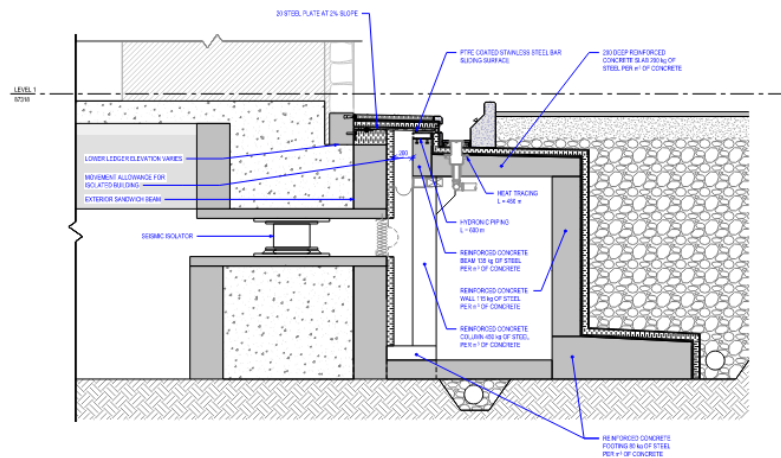 20 STEEL PLATE AT 2% SLOPE
PTFE COATED STAINLESS STEEL BAR
SLIDING SURFACE
200 DEEP REINFORCED
CONCRETE SLAB 200 kg OF
STEEL PER m³ OF CONCRETE
LEVEL 1
LOWER LEDGER ELEVATION VARIES
200
MOVEMENT ALLOWANCE FOR
ISOLATED BUILDING
EXTERIOR SANDWICH BEAM
HEAT TRACING
HYDRONIC PIPING
L = 600 m
SEISMIC ISOLATOR
REINFORCED CONCRETE
BEAM 138 kg OF STEEL
PER m³ OF CONCRETE
REINFORCED CONCRETE
WALL 115 kg OF STEEL
PER m³ OF CONCRETE
REINFORCED CONCRETE
COLUMN 450 kg OF STEEL
PER m³ OF CONCRETE
REINFORCED CONCRETE
FOOTING 80 kg OF STEEL
PER m³ OF CONCRETE